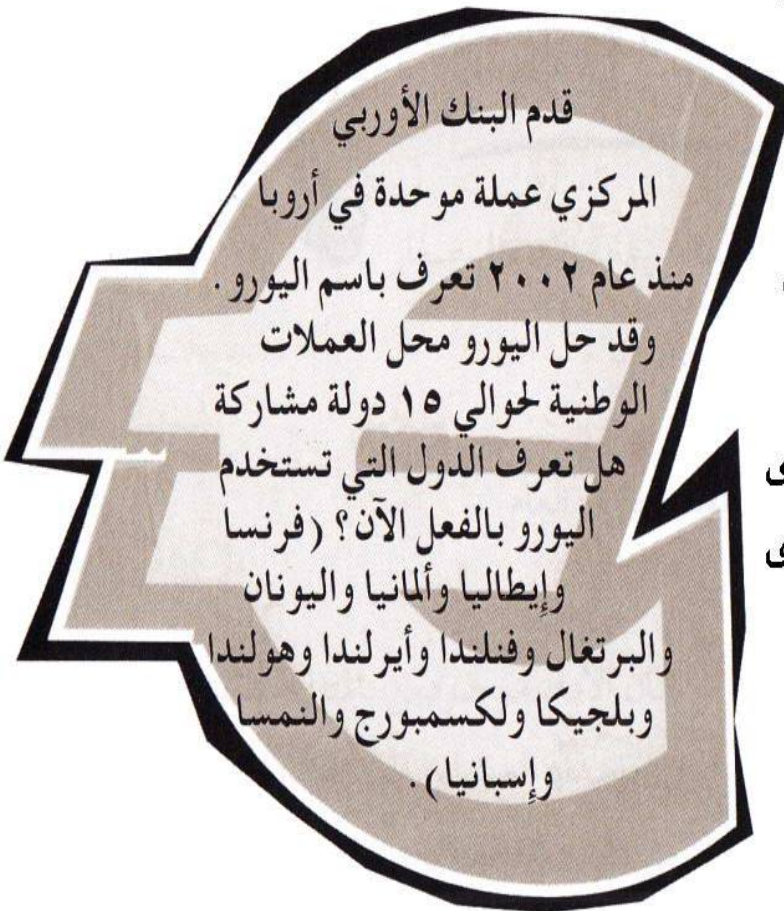 قدم البنك الأوربي
المركزي عملة موحدة في أروبا
منذ عام ٢٠٠٢ تعرف باسم اليورو.
وقد حل اليورو محل العملات
الوطنية لحوالي ١٥ دولة مشاركة
هل تعرف الدول التي تستخدم
اليورو بالفعل الآن؟ (فرنسا
وإيطاليا وألمانيا واليونان
والبرتغال وفنلندا وأيرلندا وهولندا
وبلجيكا ولكسمبورج والنمسا
وإسبانيا).